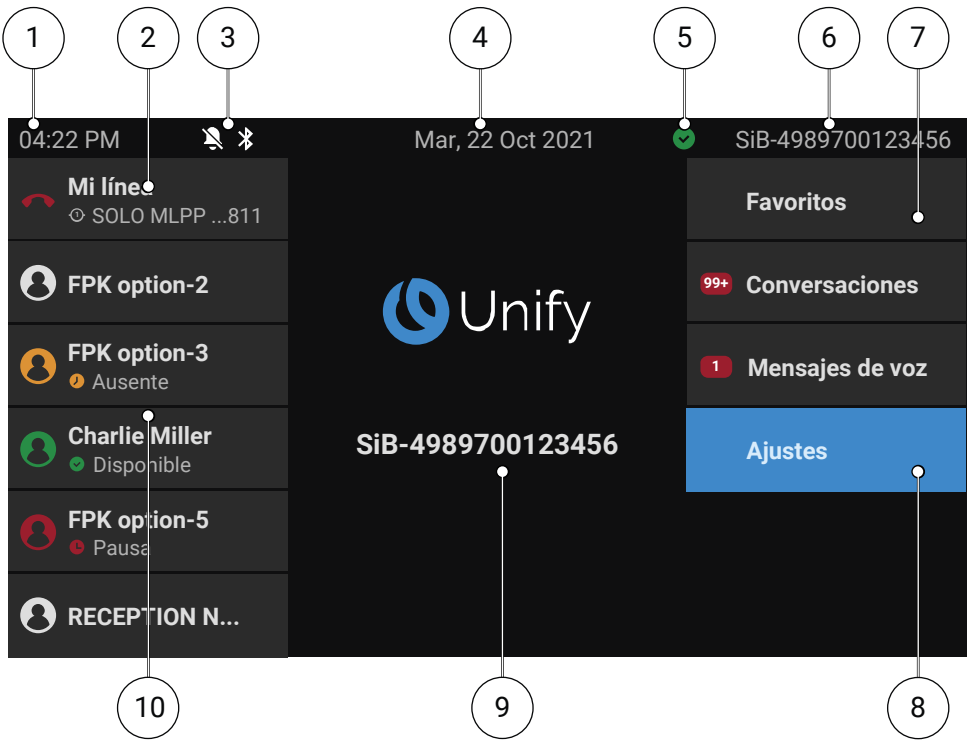 1 2 3 4 5 6 7
04:22 PM Mar, 22 Oct 2021 SiB-4989700123456
Mi línea
SOLO MLPP ...811
FPK option-2
FPK option-3
Ausente
Charlie Miller
Disponible
FPK option-5
Pausa
RECEPTION N...
Unify
SiB-4989700123456
Favoritos
99+ Conversaciones
1 Mensajes de voz
Ajustes
10 9 8